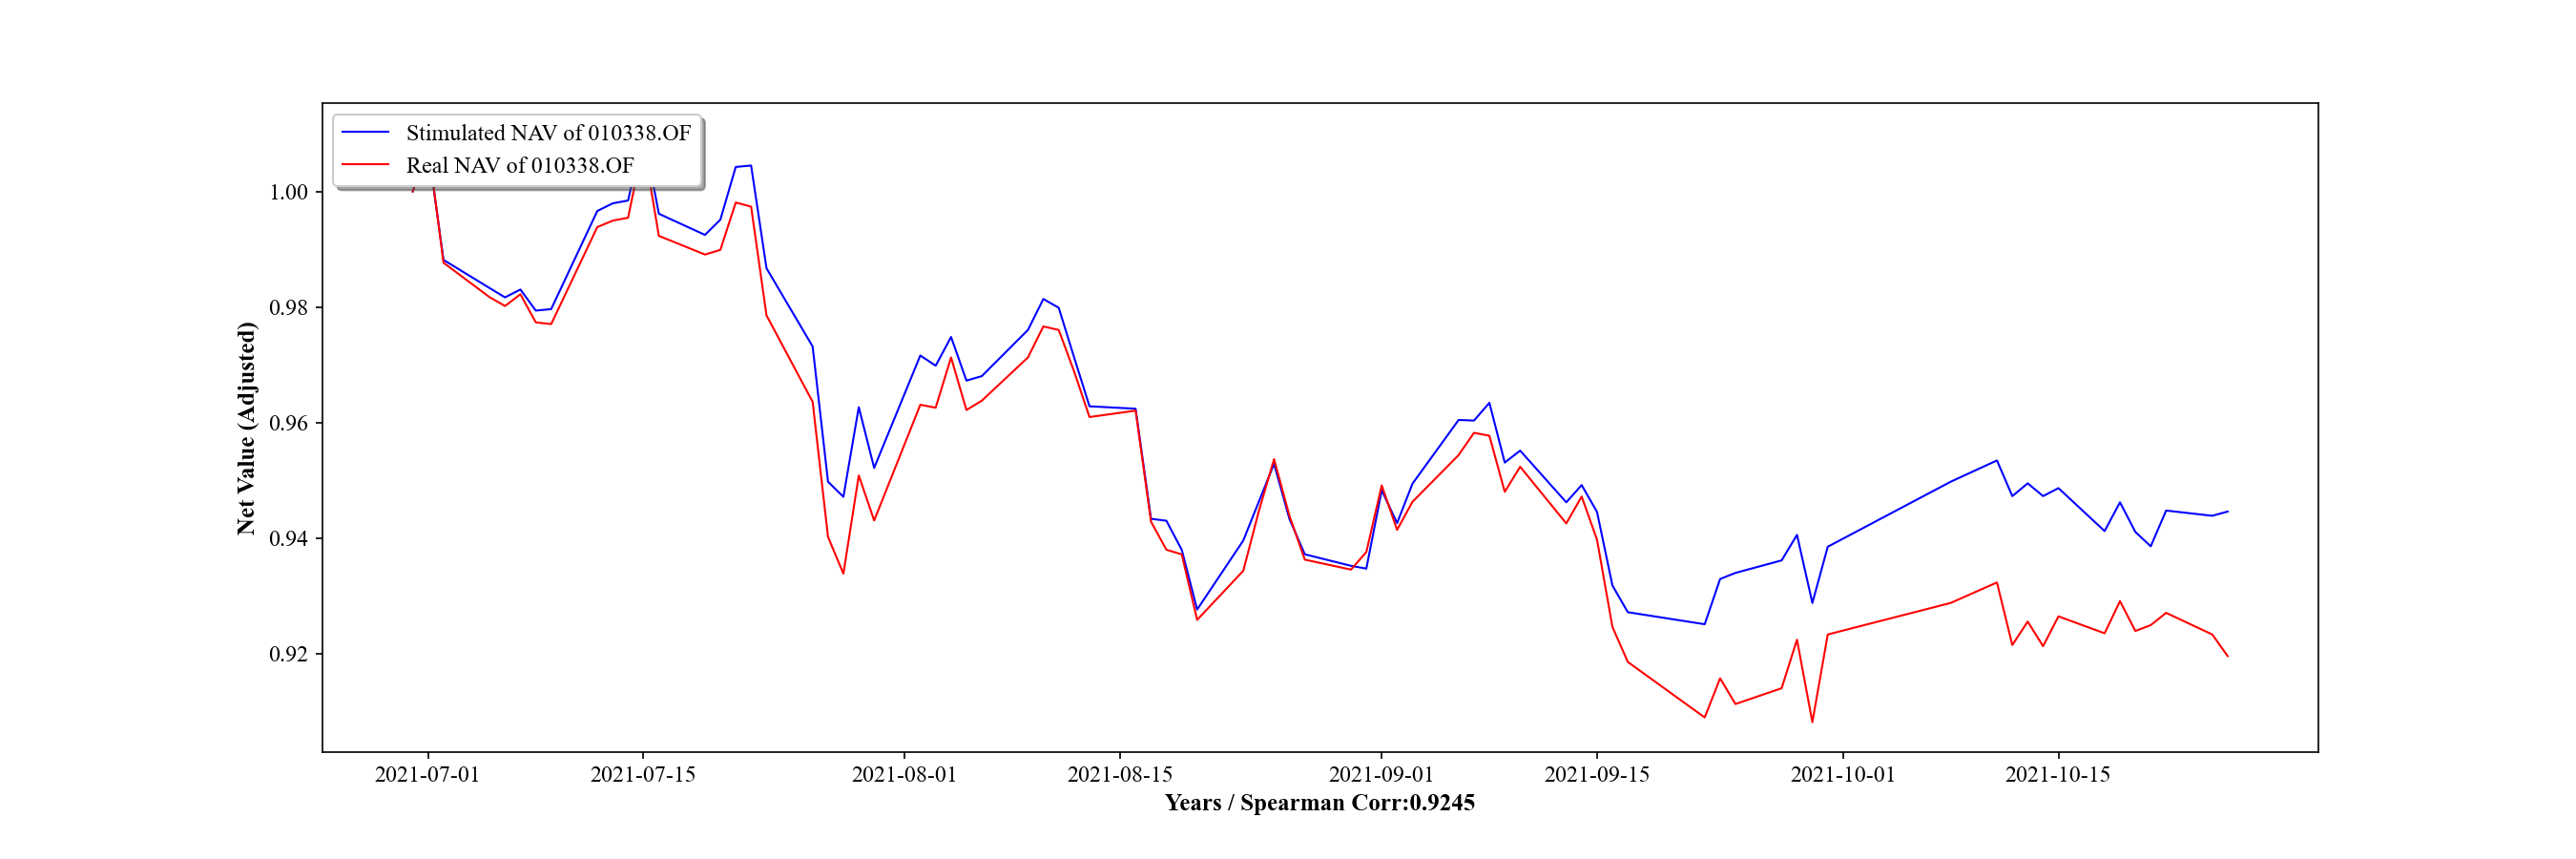 Stimulated NAV of 010338.OF
Real NAV of 010338.OF
1.00
0.98
0.96
0.94
0.92
Net Value (Adjusted)
2021-07-01 2021-07-15 2021-08-01 2021-08-15 2021-09-01 2021-09-15 2021-10-01 2021-10-15
Years / Spearman Corr:0.9245